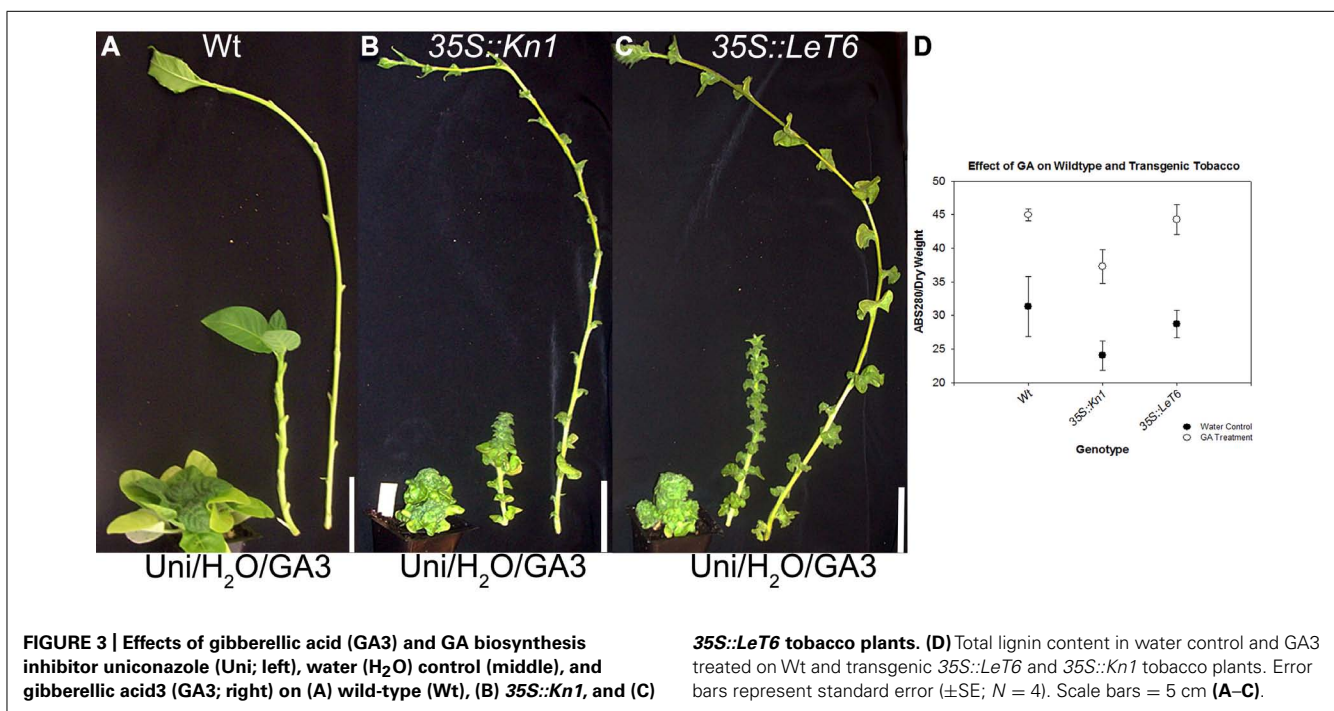 A Wt
B 35S::Kn1
C 35S::LeT6
D
Uni/H₂O/GA3
Uni/H₂O/GA3
Uni/H₂O/GA3
Effect of GA on Wildtype and Transgenic Tobacco
ABS280/Dry Weight
50
45
40
35
30
25
20
Wt
35S::Kn1
35S::LeT6
Genotype
Water Control
GA Treatment
FIGURE 3 | Effects of gibberellic acid (GA3) and GA biosynthesis
inhibitor uniconazole (Uni; left), water (H₂O) control (middle), and
gibberellic acid3 (GA3; right) on (A) wild-type (Wt), (B) 35S::Kn1, and (C)
35S::LeT6 tobacco plants. (D) Total lignin content in water control and GA3
treated on Wt and transgenic 35S::LeT6 and 35S::Kn1 tobacco plants. Error
bars represent standard error (±SE; N = 4). Scale bars = 5 cm (A–C).